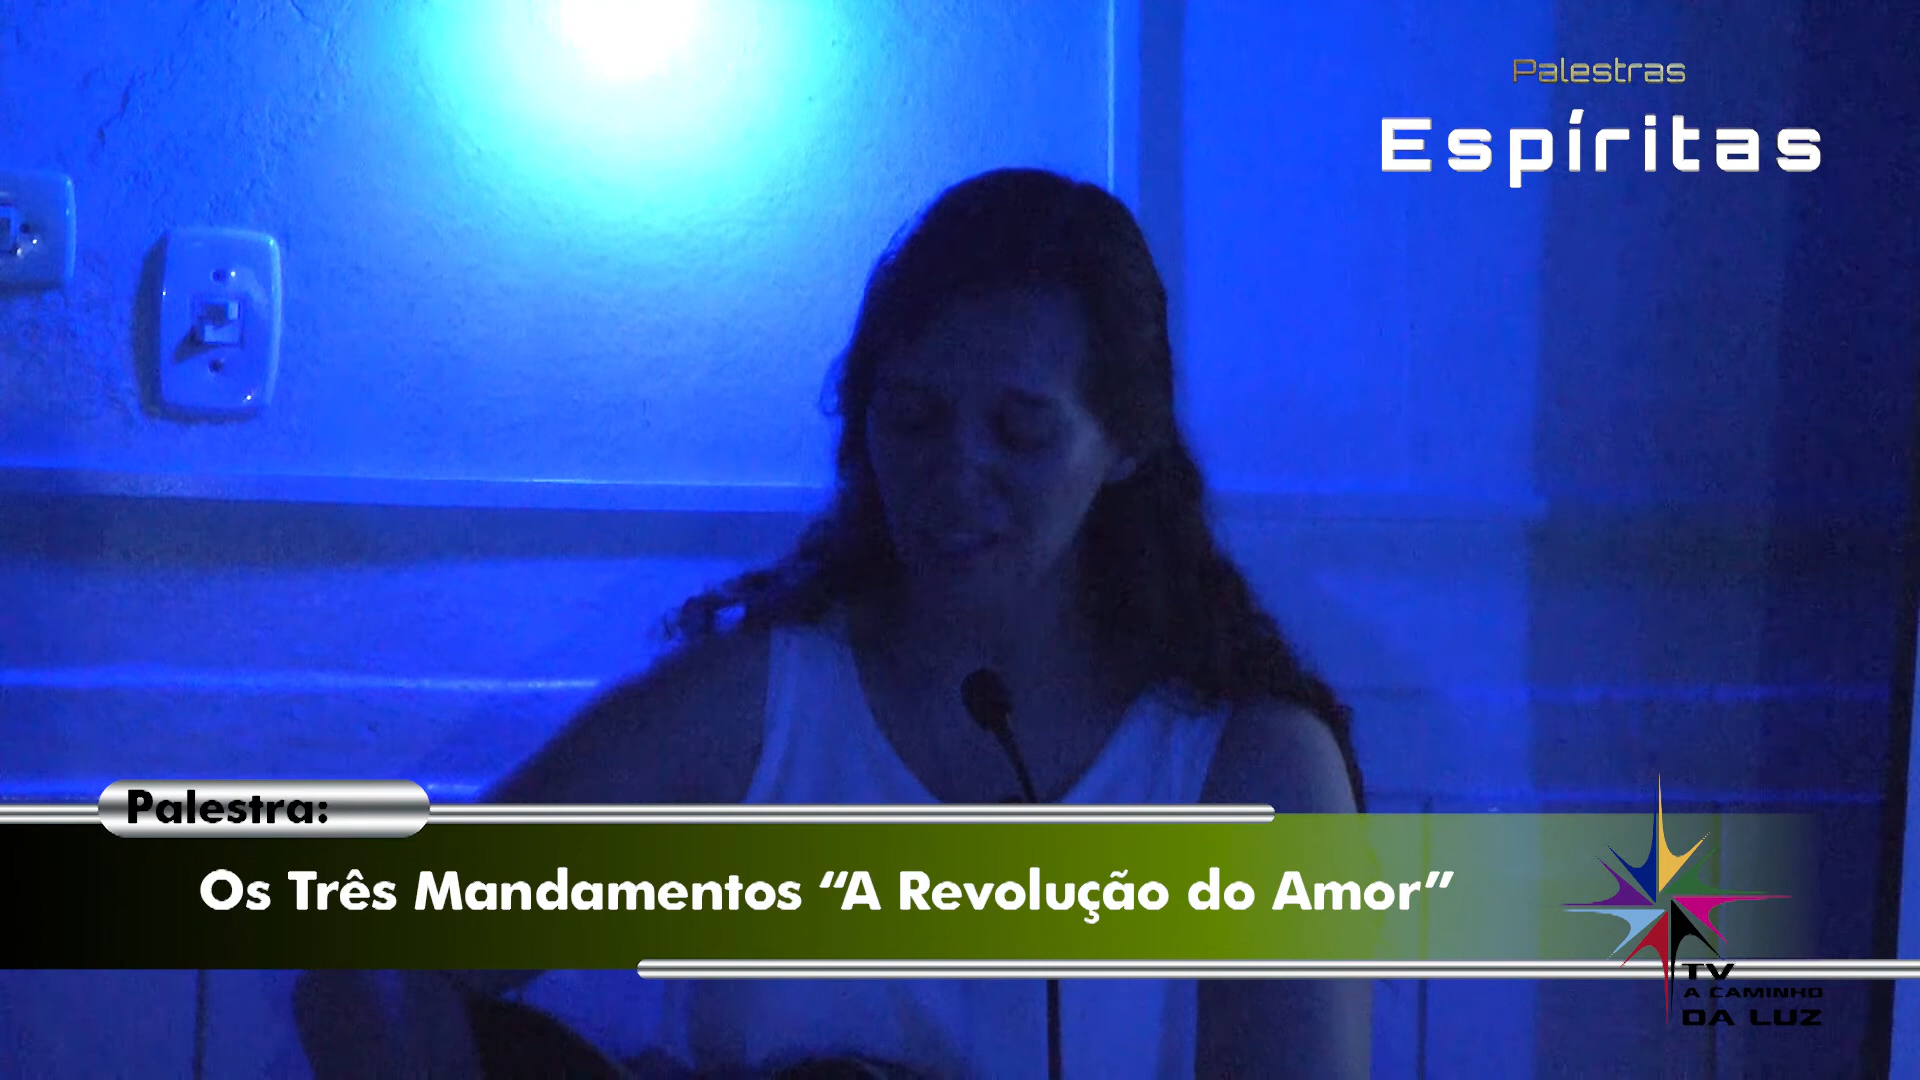 Palestras
Espíritas
Palestra:
Os Três Mandamentos “A Revolução do Amor”
TV
A CAMINHO
DA LUZ